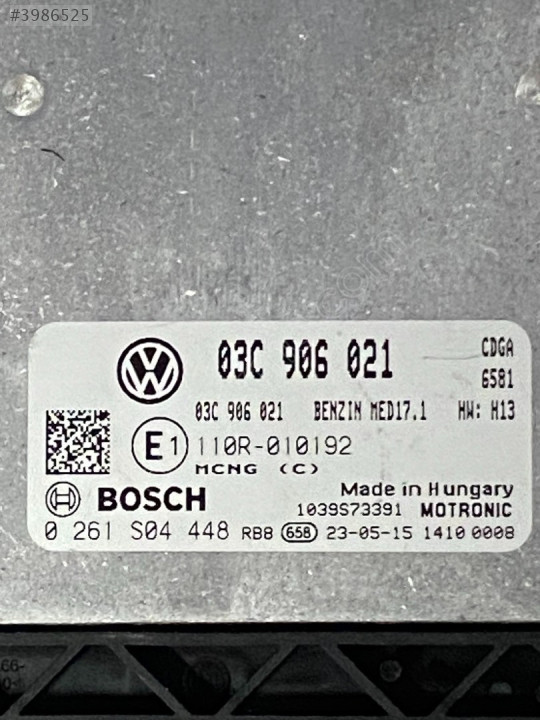 #3986525
03C 906 021
CDGA
6581
03C 906 021 BENZIN MED17.1 HW: H13
E1 110R-010192
MCNG (C)
Made in Hungary
BOSCH 1039S73391 MOTRONIC
0 261 S04 448 RB8 658 23-05-15 1410 0008
66-